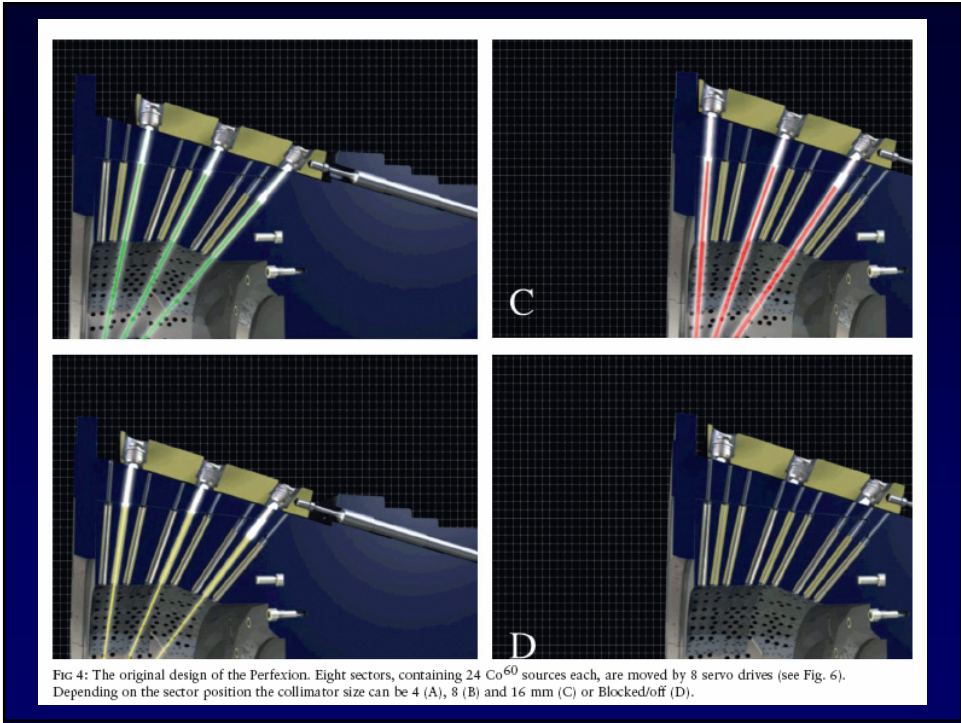 C
D
FIG 4: The original design of the Perfexion. Eight sectors, containing 24 Co60 sources each, are moved by 8 servo drives (see Fig. 6).
Depending on the sector position the collimator size can be 4 (A), 8 (B) and 16 mm (C) or Blocked/off (D).